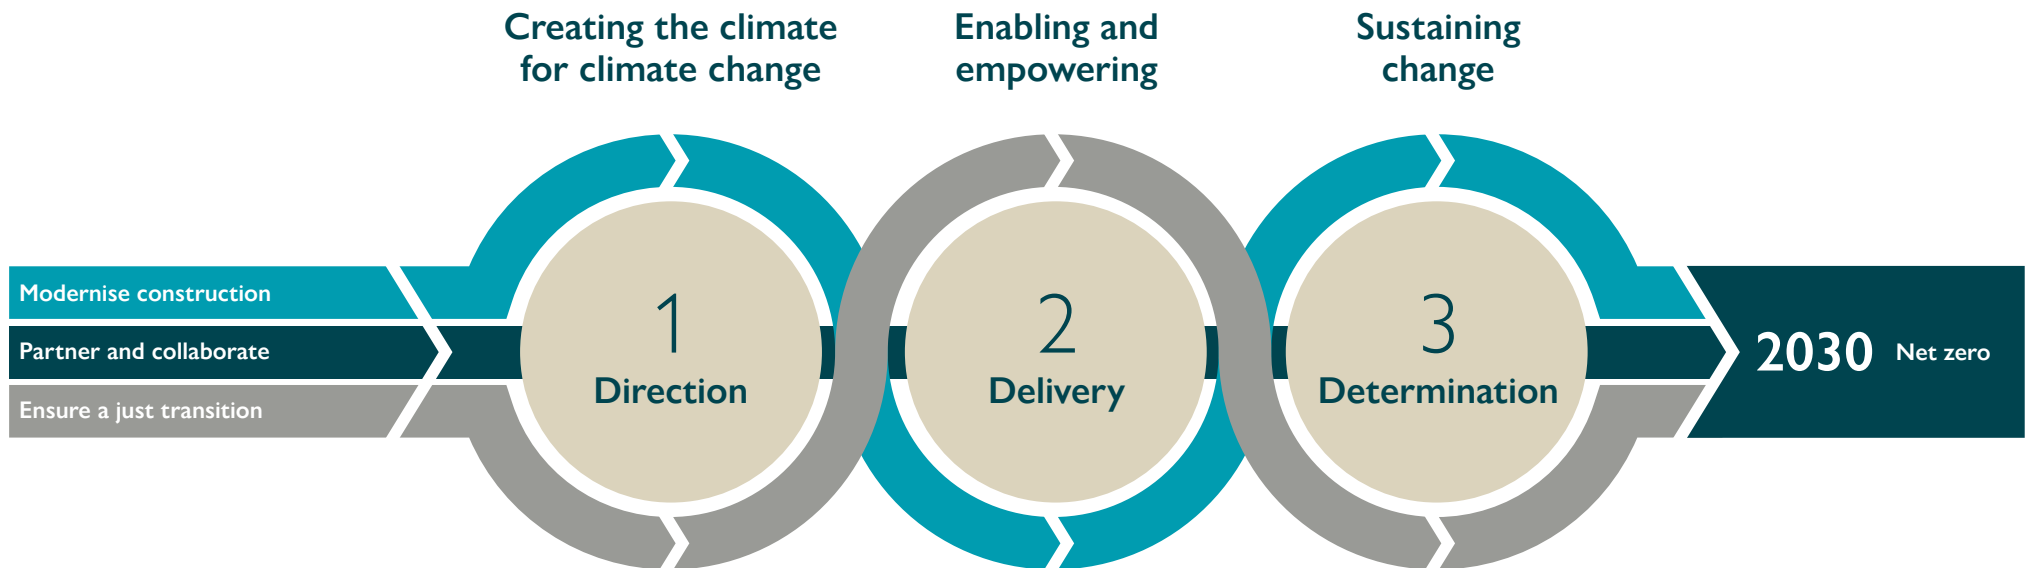 Creating the climate
for climate change
Enabling and
empowering
Sustaining
change
Modernise construction
Partner and collaborate
Ensure a just transition
1
Direction
2
Delivery
3
Determination
2030 Net zero